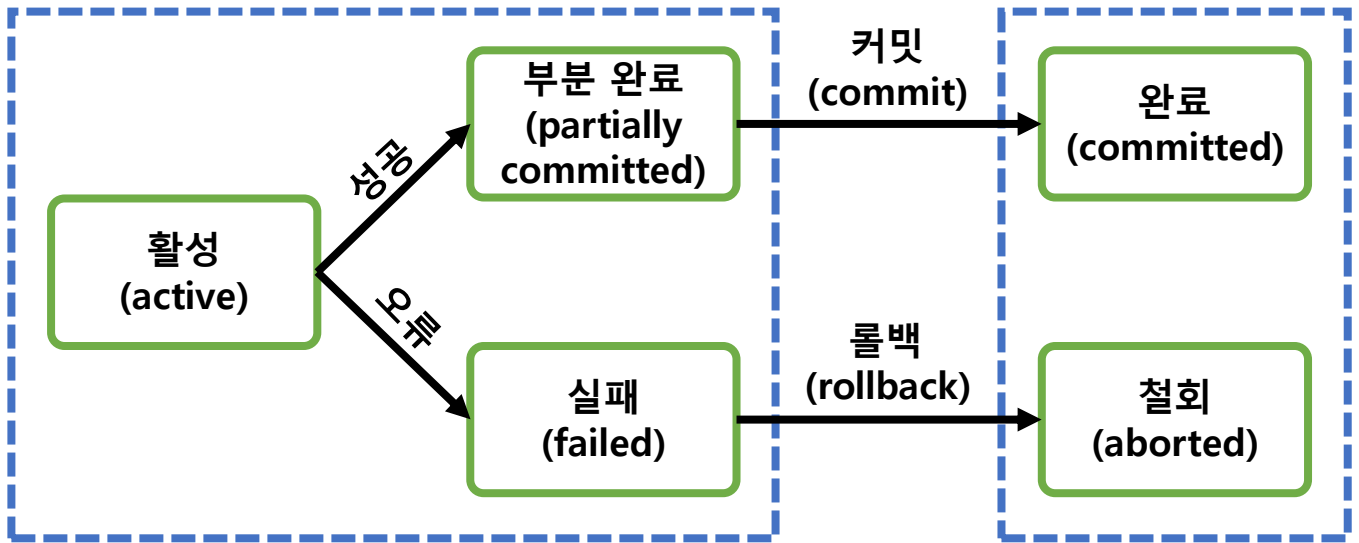 활성
(active)
성공
오류
부분 완료
(partially
committed)
실패
(failed)
커밋
(commit)
롤백
(rollback)
완료
(committed)
철회
(aborted)